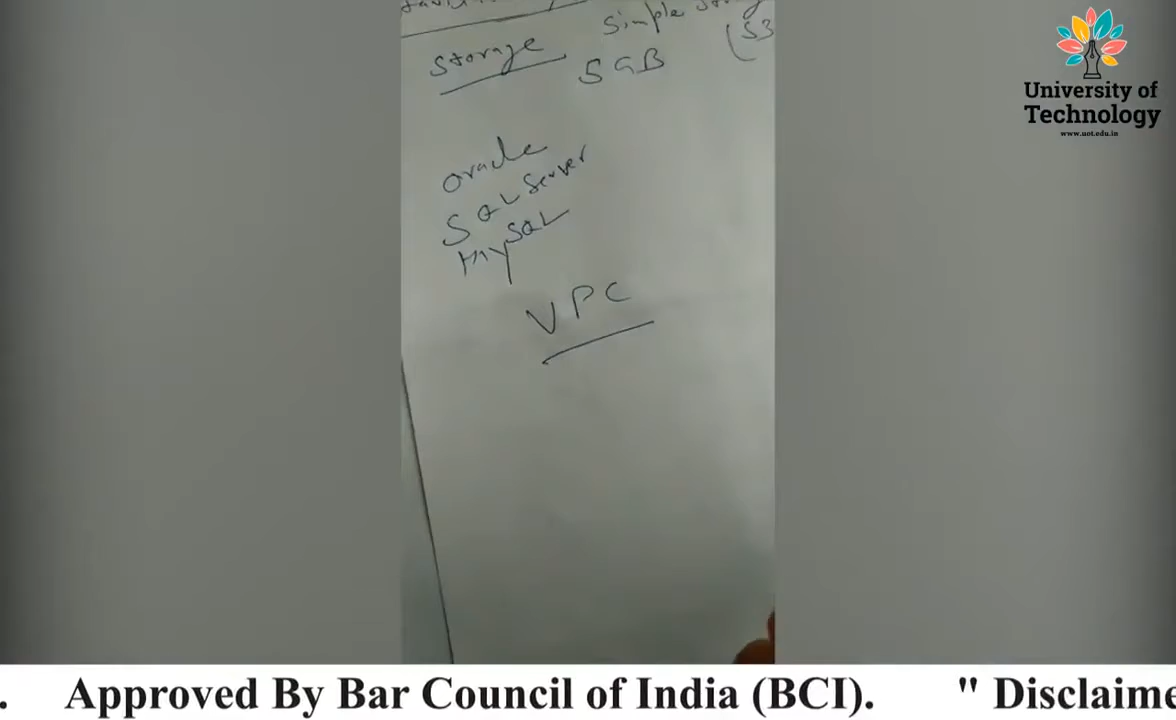 Simple
(S3
Storage
5GB
Oracle
SQL Server
MySQL
VPC
University of
Technology
www.uot.edu.in
. Approved By Bar Council of India (BCI). " Disclaime